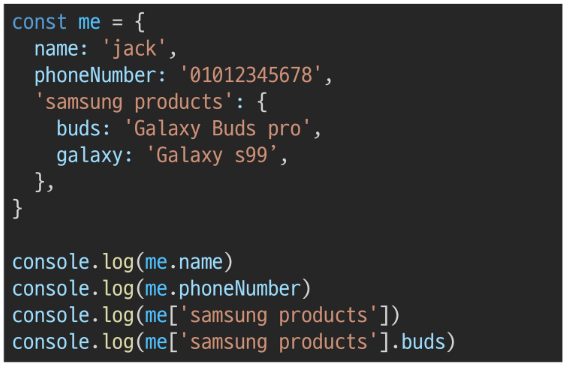 const me = {
  name: 'jack',
  phoneNumber: '01012345678',
  'samsung products': {
    buds: 'Galaxy Buds pro',
    galaxy: 'Galaxy s99’,
  },
}

console.log(me.name)
console.log(me.phoneNumber)
console.log(me['samsung products'])
console.log(me['samsung products'].buds)